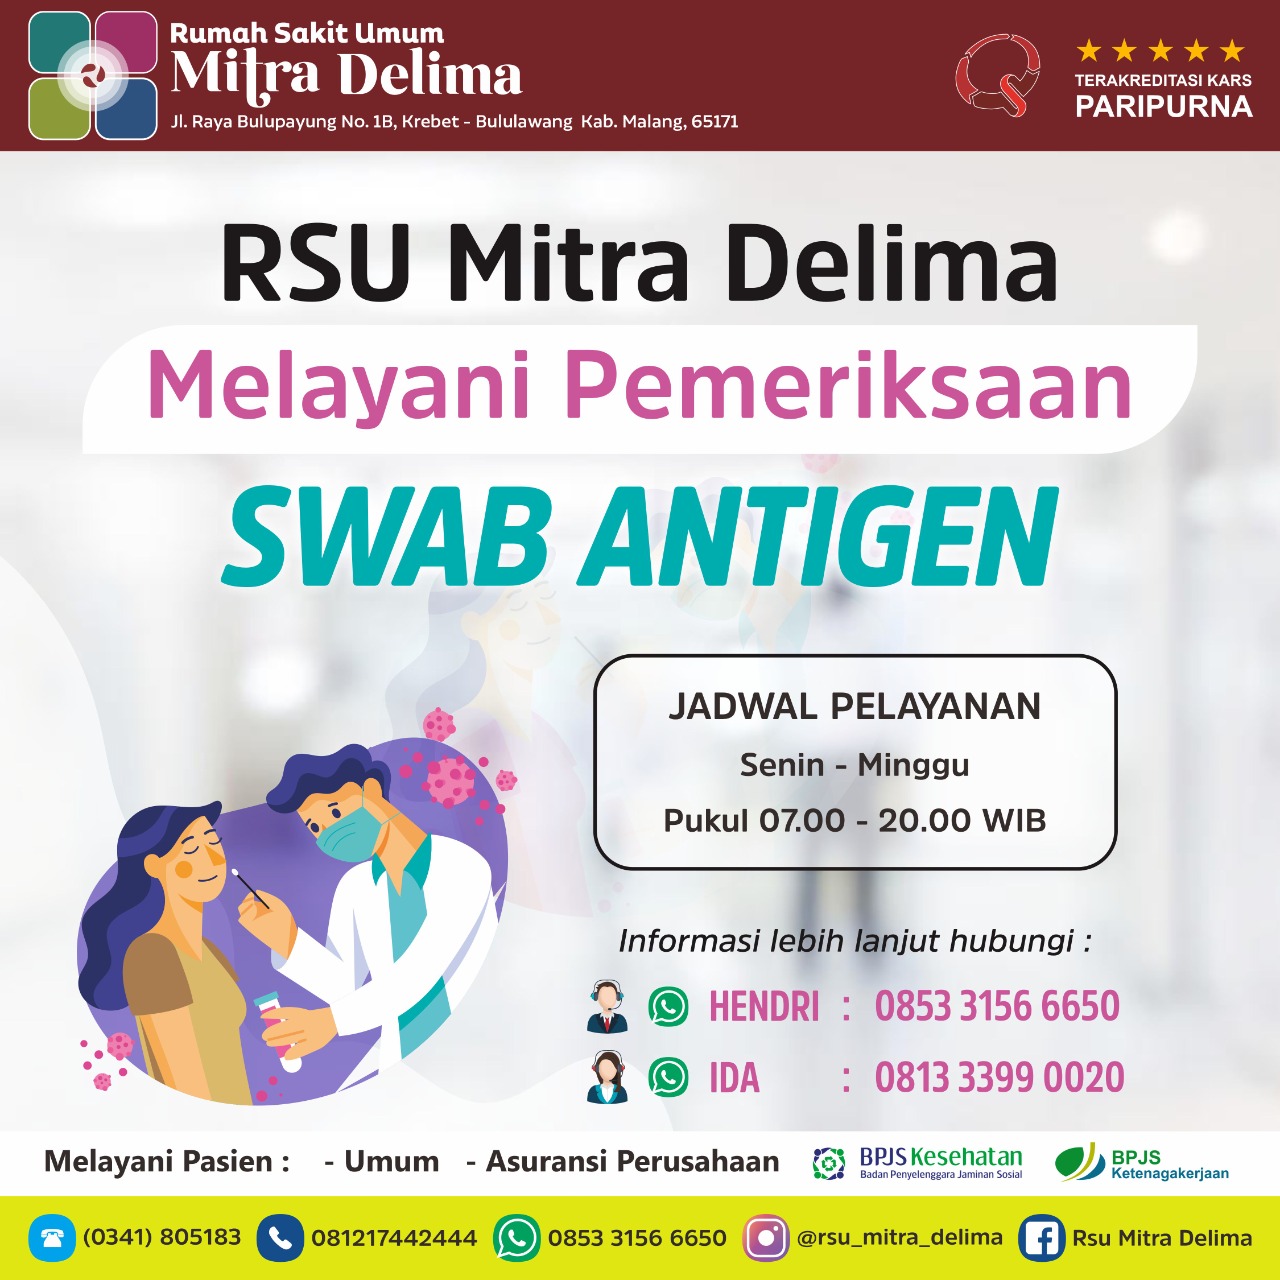 Rumah Sakit Umum
Mitra Delima
Jl. Raya Bulupayung No. 1B, Krebet - Bululawang Kab. Malang, 65171
TERAKREDITASI KARS
PARIPURNA
RSU Mitra Delima
Melayani Pemeriksaan
SWAB ANTIGEN
JADWAL PELAYANAN
Senin - Minggu
Pukul 07.00 - 20.00 WIB
Informasi lebih lanjut hubungi :
HENDRI : 0853 3156 6650
IDA : 0813 3399 0020
Melayani Pasien : - Umum - Asuransi Perusahaan
BPJS Kesehatan
Badan Penyelenggara Jaminan Sosial
BPJS
Ketenagakerjaan
(0341) 805183 081217442444 0853 3156 6650 @rsu_mitra_delima Rsu Mitra Delima